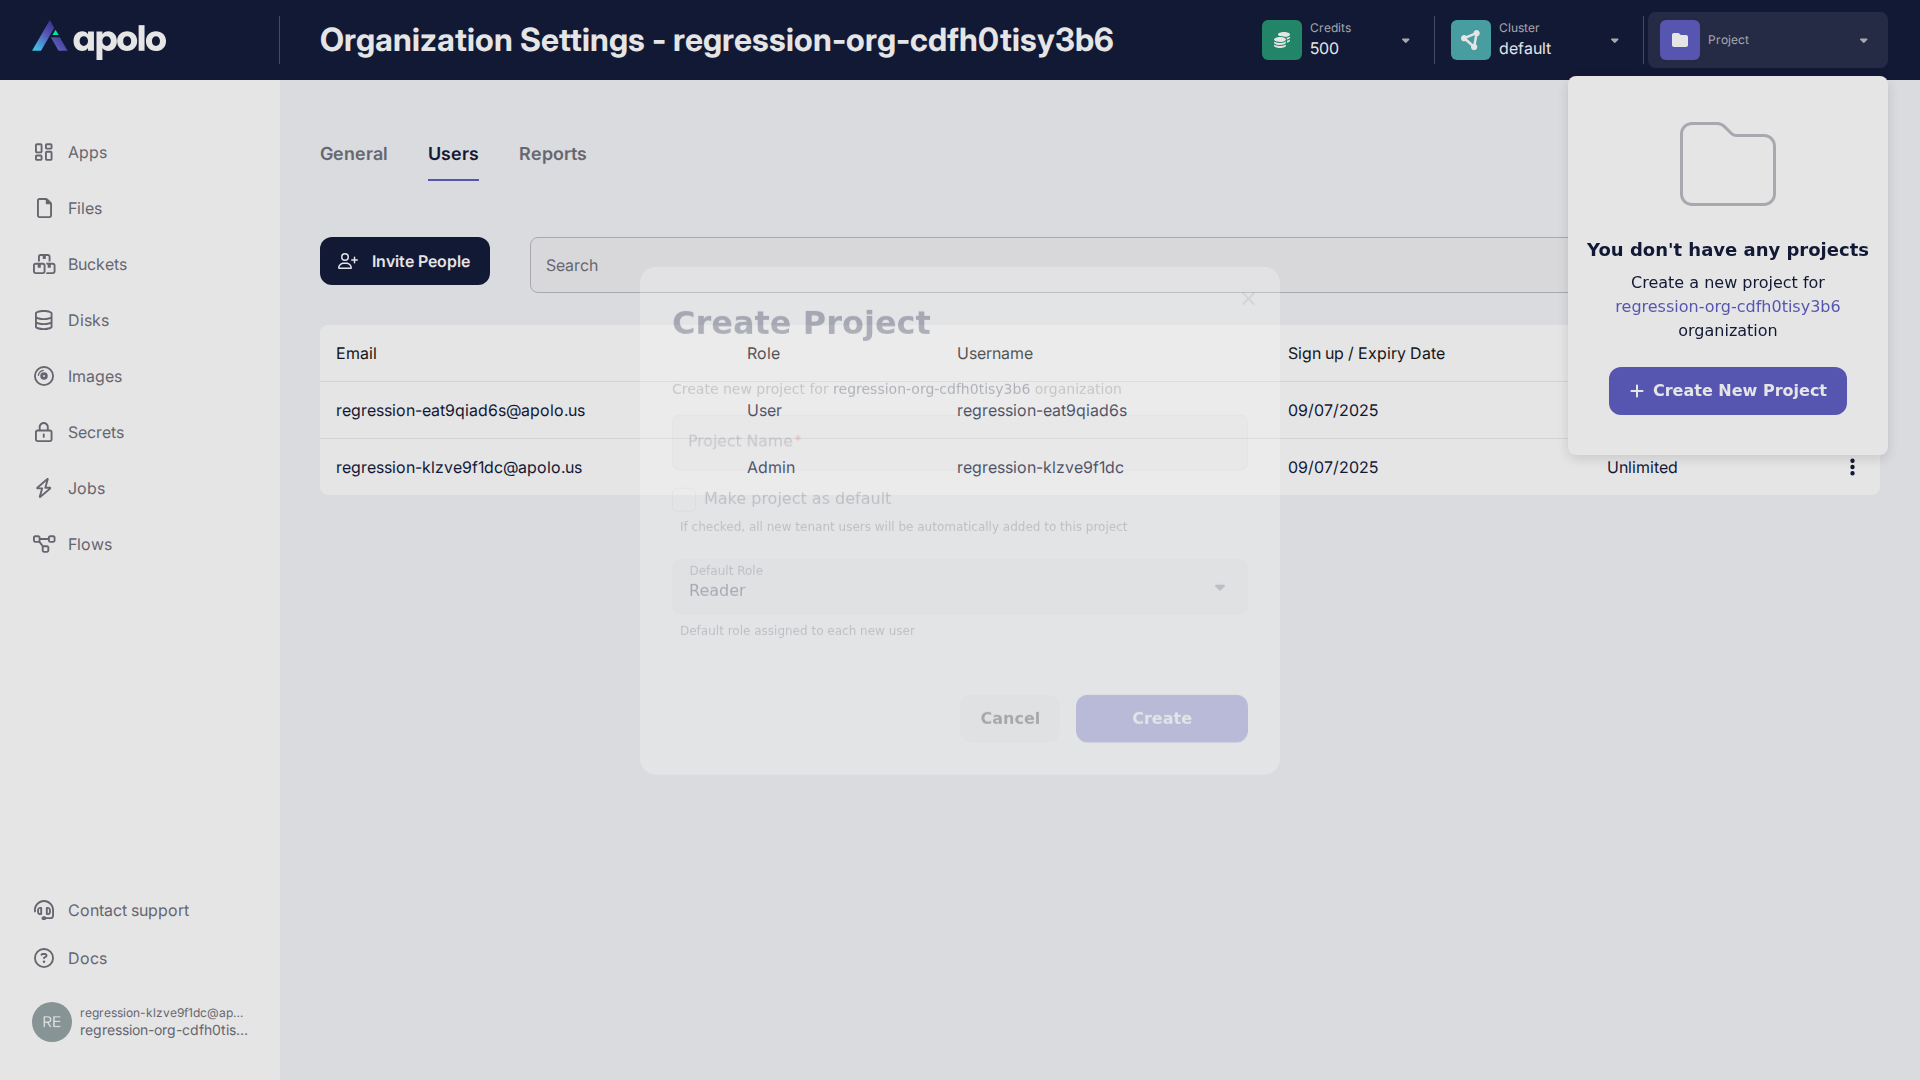 apolo
Organization Settings - regression-org-cdfh0tisy3b6
Credits
500
Cluster
default
Project
Apps
Files
Buckets
Disks
Images
Secrets
Jobs
Flows
Contact support
Docs
RE
regression-klzve9f1dc@ap...
regression-org-cdfh0tis...
General
Users
Reports
Invite People
Search
Email
Role
Username
Sign up / Expiry Date
regression-eat9qiad6s@apolo.us
User
regression-eat9qiad6s
09/07/2025
regression-klzve9f1dc@apolo.us
Admin
regression-klzve9f1dc
09/07/2025
Unlimited
Create Project
Create new project for regression-org-cdfh0tisy3b6 organization
Project Name*
Make project as default
If checked, all new tenant users will be automatically added to this project
Default Role
Reader
Default role assigned to each new user
Cancel
Create
You don't have any projects
Create a new project for
regression-org-cdfh0tisy3b6
organization
Create New Project